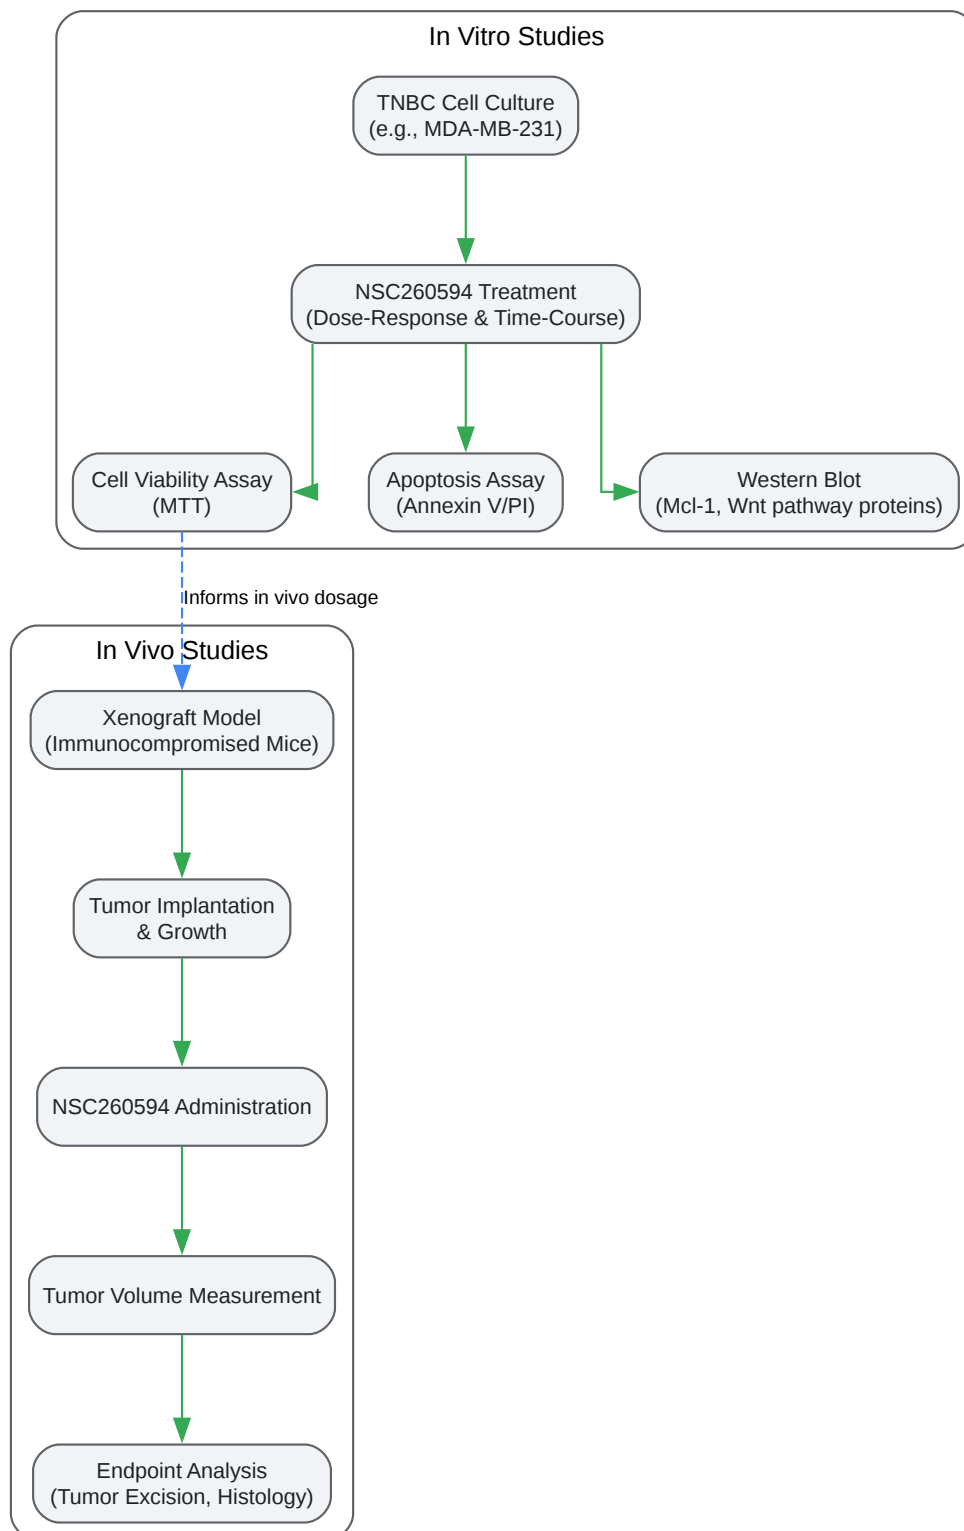 In Vitro Studies
TNBC Cell Culture
(e.g., MDA-MB-231)
NSC260594 Treatment
(Dose-Response & Time-Course)
Cell Viability Assay
(MTT)
Apoptosis Assay
(Annexin V/PI)
Western Blot
(Mcl-1, Wnt pathway proteins)
Informs in vivo dosage
In Vivo Studies
Xenograft Model
(Immunocompromised Mice)
Tumor Implantation
& Growth
NSC260594 Administration
Tumor Volume Measurement
Endpoint Analysis
(Tumor Excision, Histology)